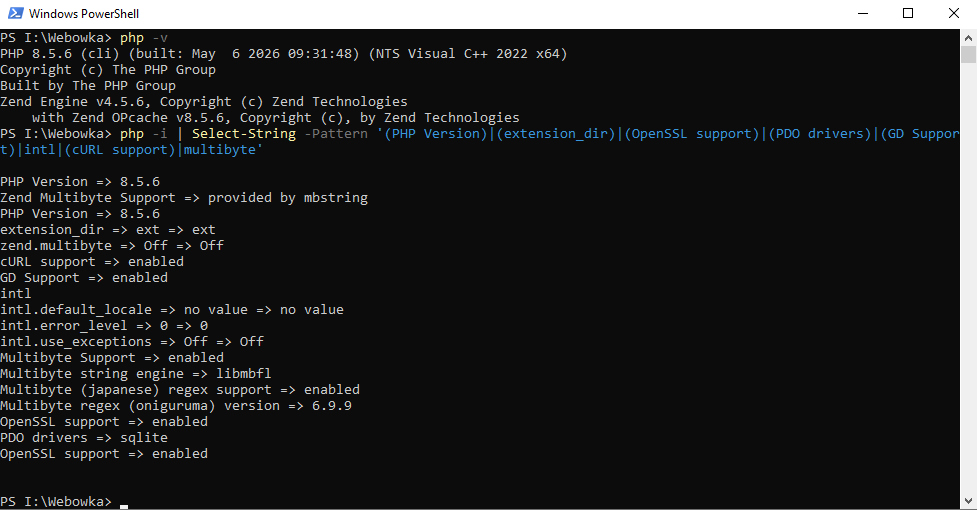 Windows PowerShell
PS I:\Webowka> php -v
PHP 8.5.6 (cli) (built: May  6 2026 09:31:48) (NTS Visual C++ 2022 x64)
Copyright (c) The PHP Group
Built by The PHP Group
Zend Engine v4.5.6, Copyright (c) Zend Technologies
    with Zend OPcache v8.5.6, Copyright (c), by Zend Technologies
PS I:\Webowka> php -i | Select-String -Pattern '(PHP Version)|(extension_dir)|(OpenSSL support)|(PDO drivers)|(GD Suppor
t)|intl|(cURL support)|multibyte'

PHP Version => 8.5.6
Zend Multibyte Support => provided by mbstring
PHP Version => 8.5.6
extension_dir => ext => ext
zend.multibyte => Off => Off
cURL support => enabled
GD Support => enabled
intl
intl.default_locale => no value => no value
intl.error_level => 0 => 0
intl.use_exceptions => Off => Off
Multibyte Support => enabled
Multibyte string engine => libmbfl
Multibyte (japanese) regex support => enabled
Multibyte regex (oniguruma) version => 6.9.9
OpenSSL support => enabled
PDO drivers => sqlite
OpenSSL support => enabled

PS I:\Webowka>